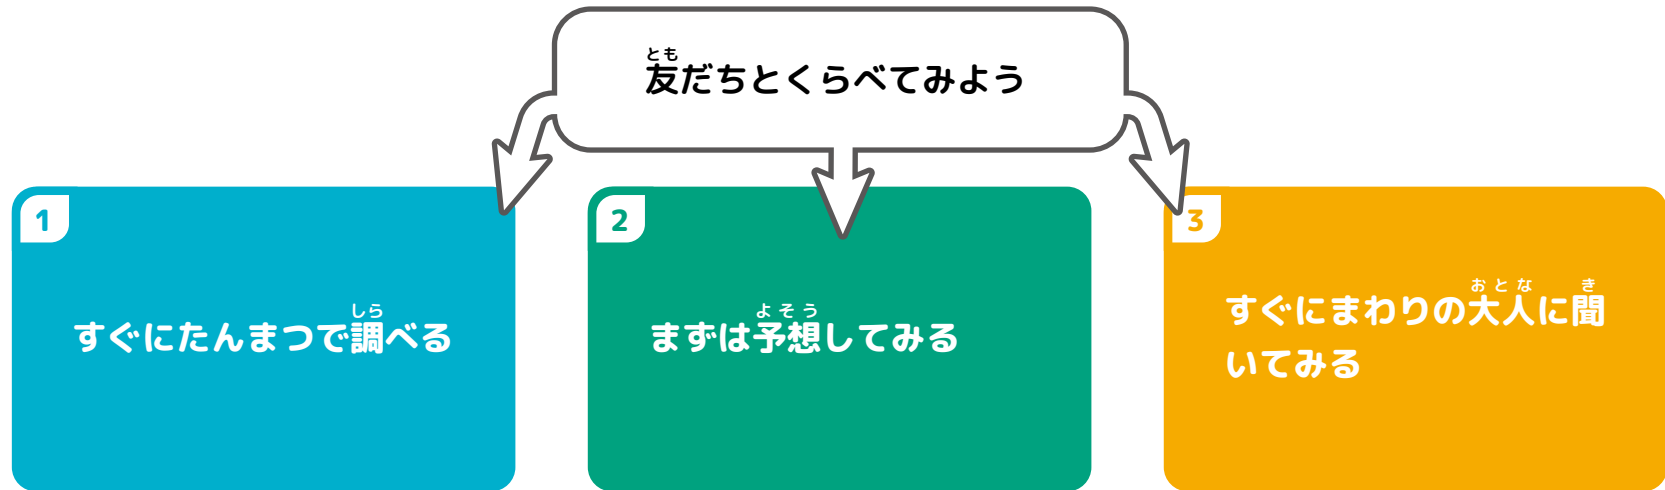 友だちとくらべてみよう
とも
1
すぐにたんまつで調べる
しら
2
まずは予想してみる
よそう
3
すぐにまわりの大人に聞
おとな
き
いてみる